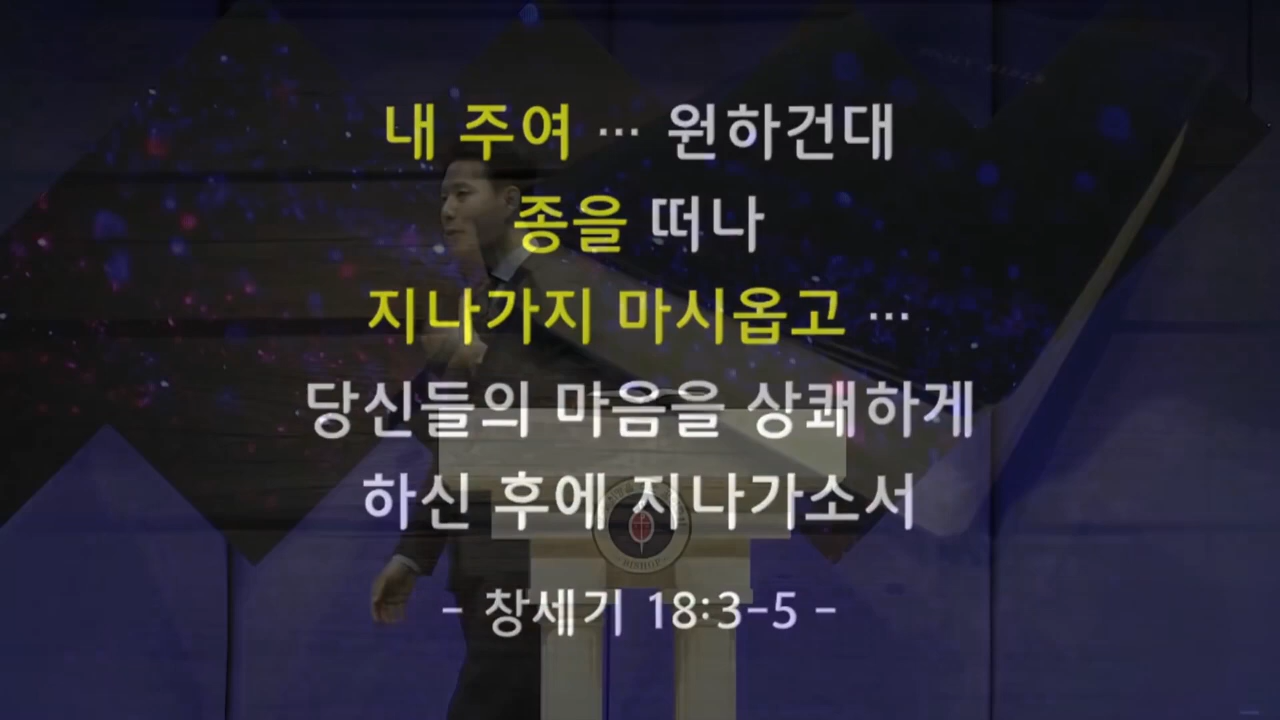 내 주여 … 원하건대
종을 떠나
지나가지 마시옵고 …
당신들의 마음을 상쾌하게
하신 후에 지나가소서
BISHOP
- 창세기 18:3-5 -